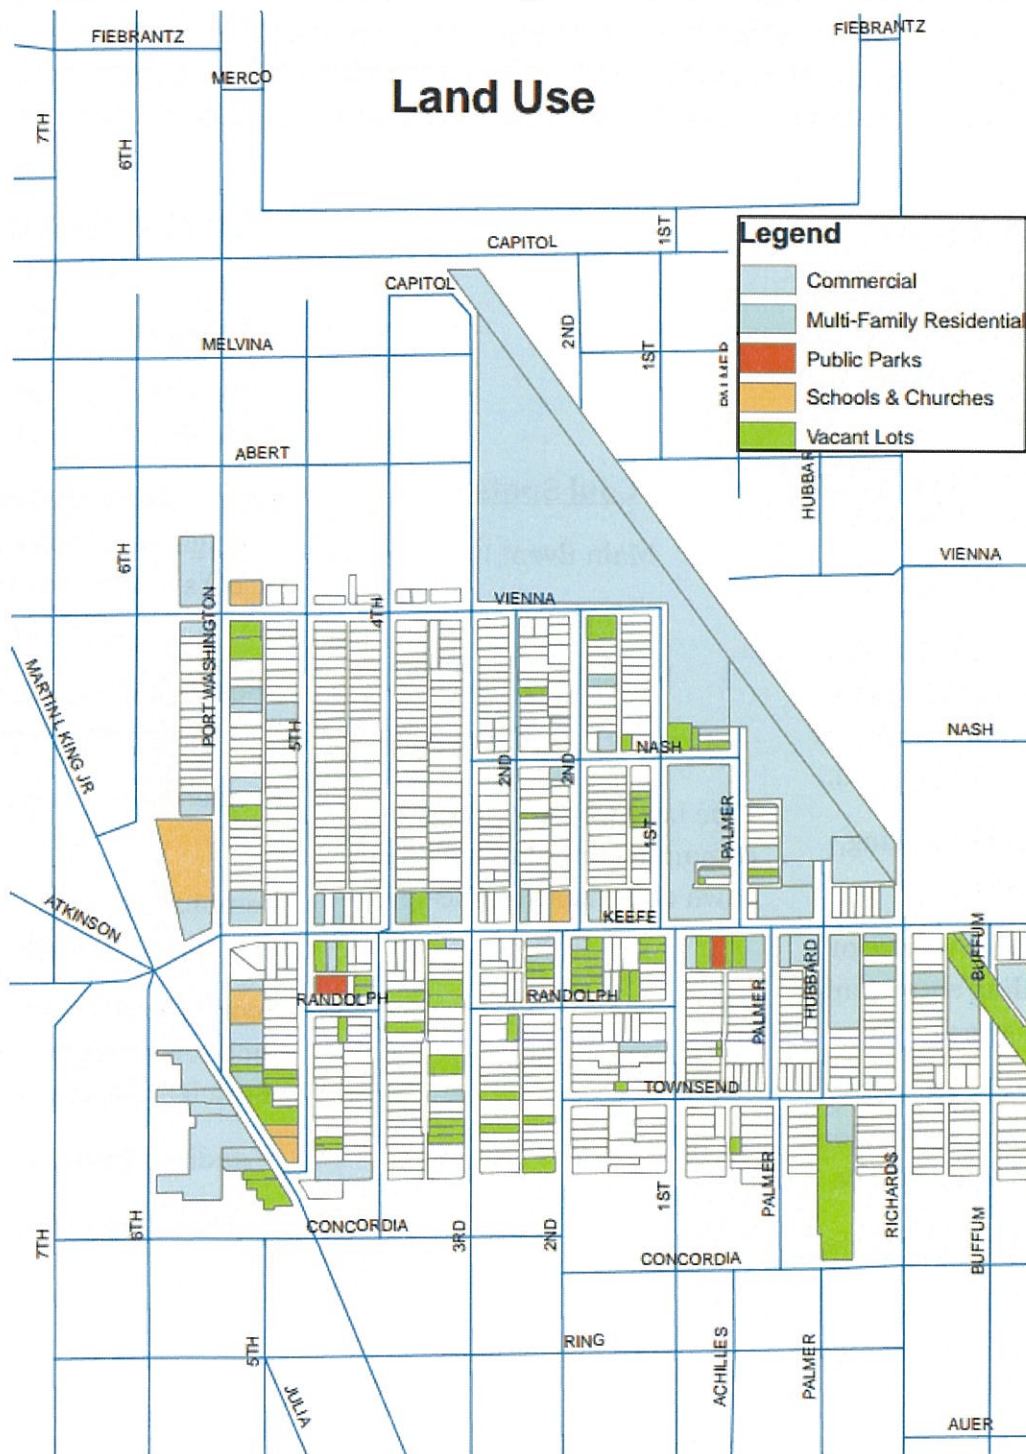 FIEBRANTZ
FIEBRANTZ
MERCO
Land Use
7TH
6TH
1ST
CAPITOL
Legend
Commercial
Multi-Family Residential
Public Parks
Schools & Churches
Vacant Lots
CAPITOL
2ND
1ST
MELVINA
PALMER
ABERT
HUBBAR
6TH
VIENNA
VIENNA
4TH
PORT WASHINGTON
MARTIN L KING JR
5TH
NASH
NASH
2ND
2ND
1ST
PALMER
ATKINSON
KEEFE
BUFFUM
HUBBARD
RANDOLPH
RANDOLPH
PALMER
TOWNSEND
PALMER
RICHARDS
1ST
7TH
6TH
CONCORDIA
3RD
2ND
CONCORDIA
BUFFUM
RING
5TH
ACHILLES
PALMER
JULIA
AUER